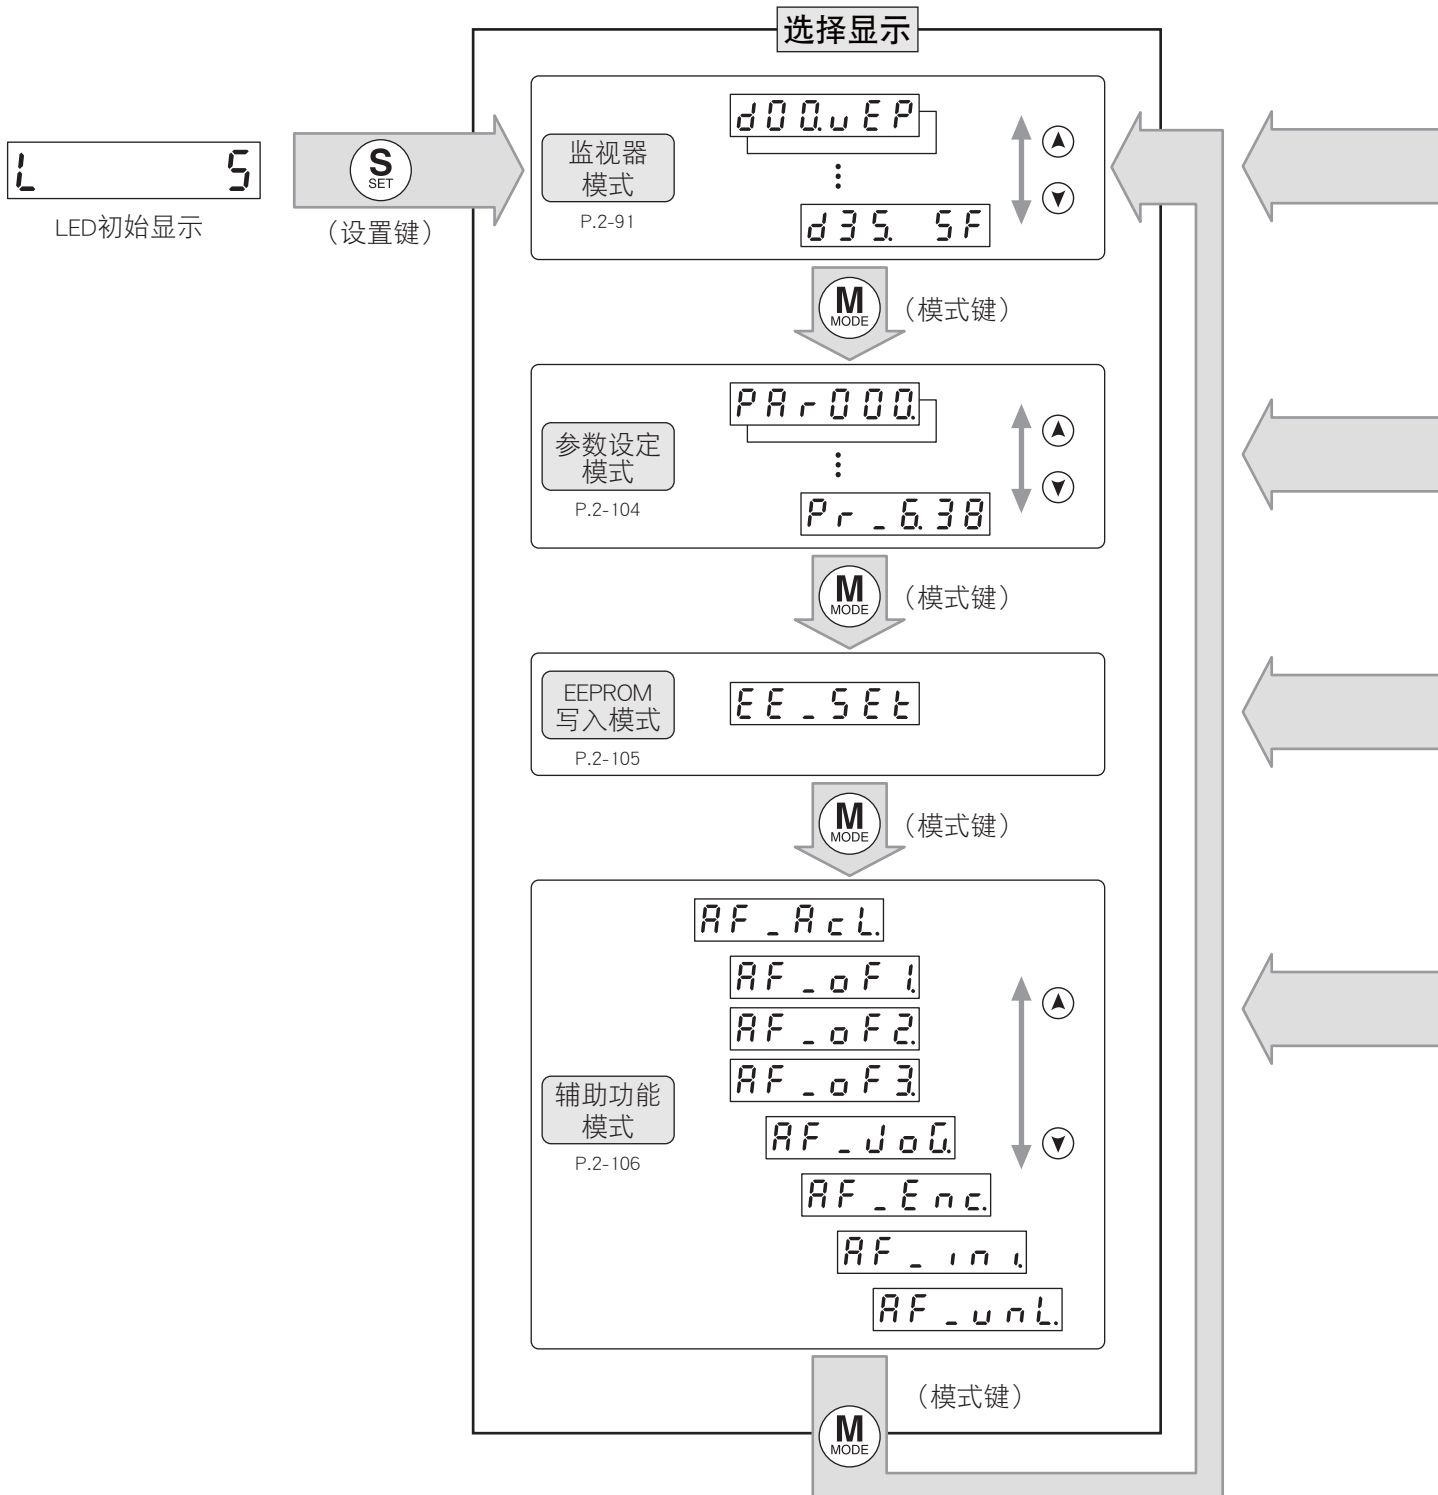 选择显示
L 5
LED初始显示
S
SET
（设置键）
监视器
模式
P.2-91
d00.uEP
d35. SF
M
MODE
（模式键）
参数设定
模式
P.2-104
PAr000.
Pr_6.38
M
MODE
（模式键）
EEPROM
写入模式
P.2-105
EE_SEt
M
MODE
（模式键）
辅助功能
模式
P.2-106
AF_AcL.
AF_oF1.
AF_oF2.
AF_oF3.
AF_JoG.
AF_Enc.
AF_ini.
AF_unL.
（模式键）
M
MODE